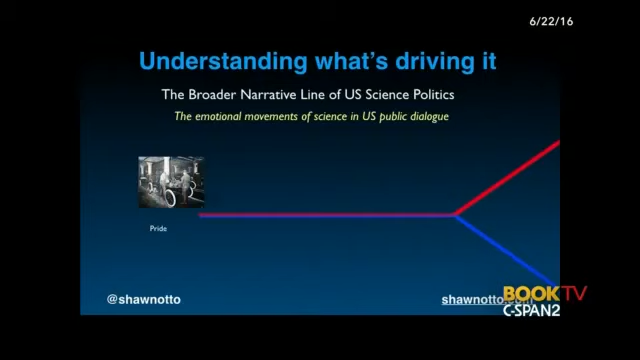 6/22/16
Understanding what's driving it
The Broader Narrative Line of US Science Politics
The emotional movements of science in US public dialogue
Pride
@shawnotto
shawnotto.com
BOOK TV
C-SPAN2